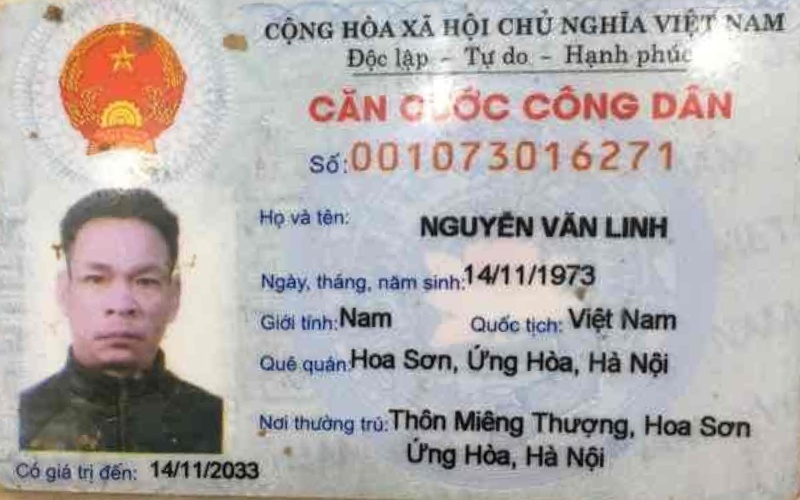 CỘNG HÒA XÃ HỘI CHỦ NGHĨA VIỆT NAM
Độc lập - Tự do - Hạnh phúc
CĂN CƯỚC CÔNG DÂN
Số: 001073016271
Họ và tên: NGUYỄN VĂN LINH
Ngày, tháng, năm sinh: 14/11/1973
Giới tính: Nam Quốc tịch: Việt Nam
Quê quán: Hoa Sơn, Ứng Hòa, Hà Nội
Nơi thường trú: Thôn Miêng Thượng, Hoa Sơn
Ứng Hòa, Hà Nội
Có giá trị đến: 14/11/2033